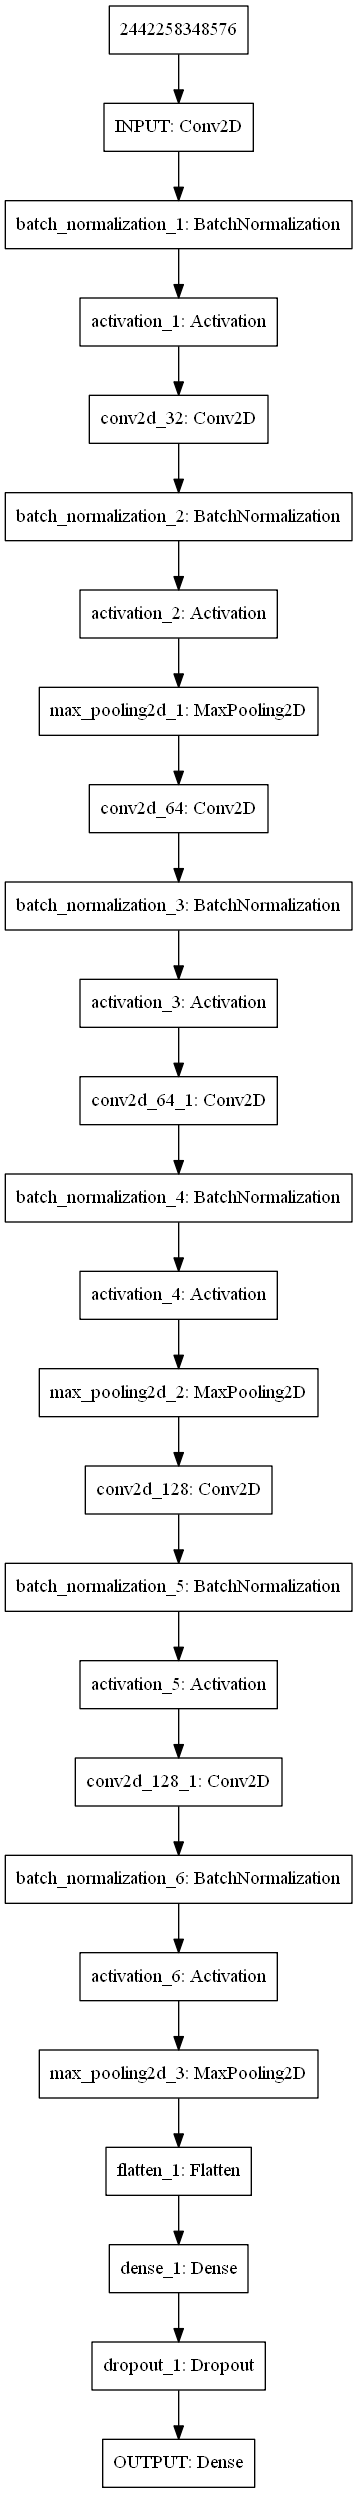 2442258348576
INPUT: Conv2D
batch_normalization_1: BatchNormalization
activation_1: Activation
conv2d_32: Conv2D
batch_normalization_2: BatchNormalization
activation_2: Activation
max_pooling2d_1: MaxPooling2D
conv2d_64: Conv2D
batch_normalization_3: BatchNormalization
activation_3: Activation
conv2d_64_1: Conv2D
batch_normalization_4: BatchNormalization
activation_4: Activation
max_pooling2d_2: MaxPooling2D
conv2d_128: Conv2D
batch_normalization_5: BatchNormalization
activation_5: Activation
conv2d_128_1: Conv2D
batch_normalization_6: BatchNormalization
activation_6: Activation
max_pooling2d_3: MaxPooling2D
flatten_1: Flatten
dense_1: Dense
dropout_1: Dropout
OUTPUT: Dense